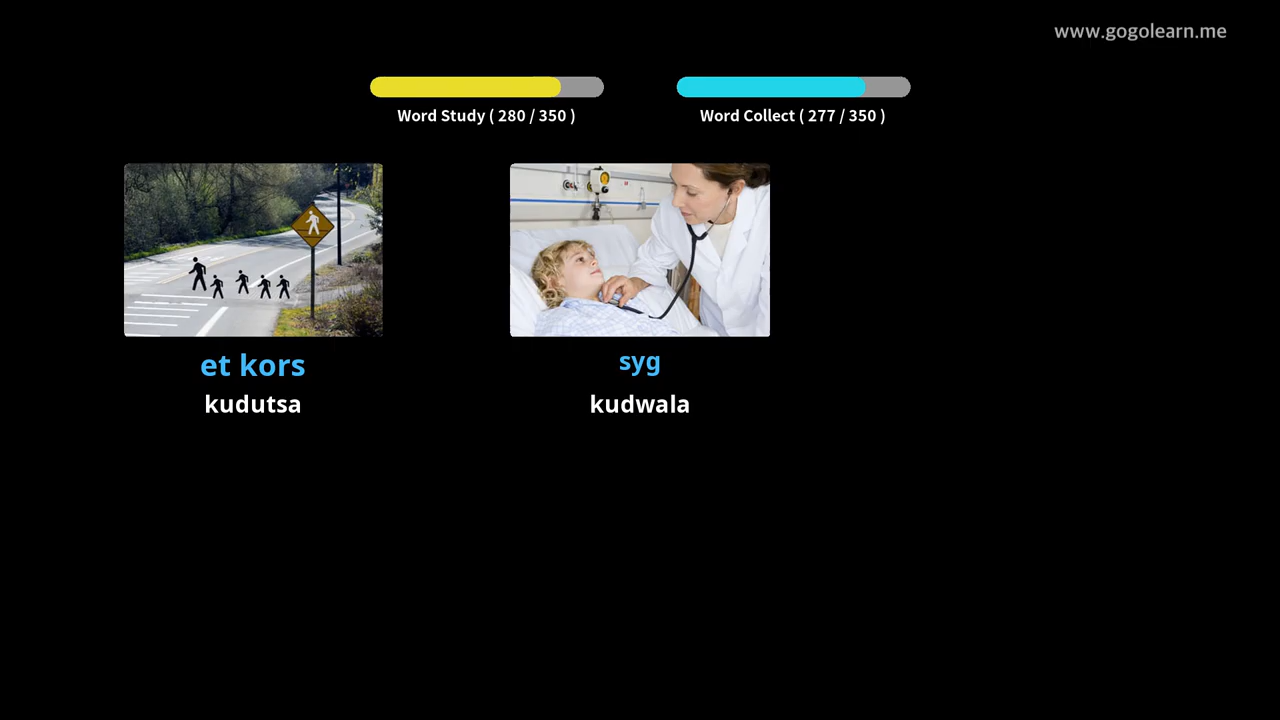 www.gogolearn.me
Word Study ( 280 / 350 )
Word Collect ( 277 / 350 )
et kors
kudutsa
syg
kudwala